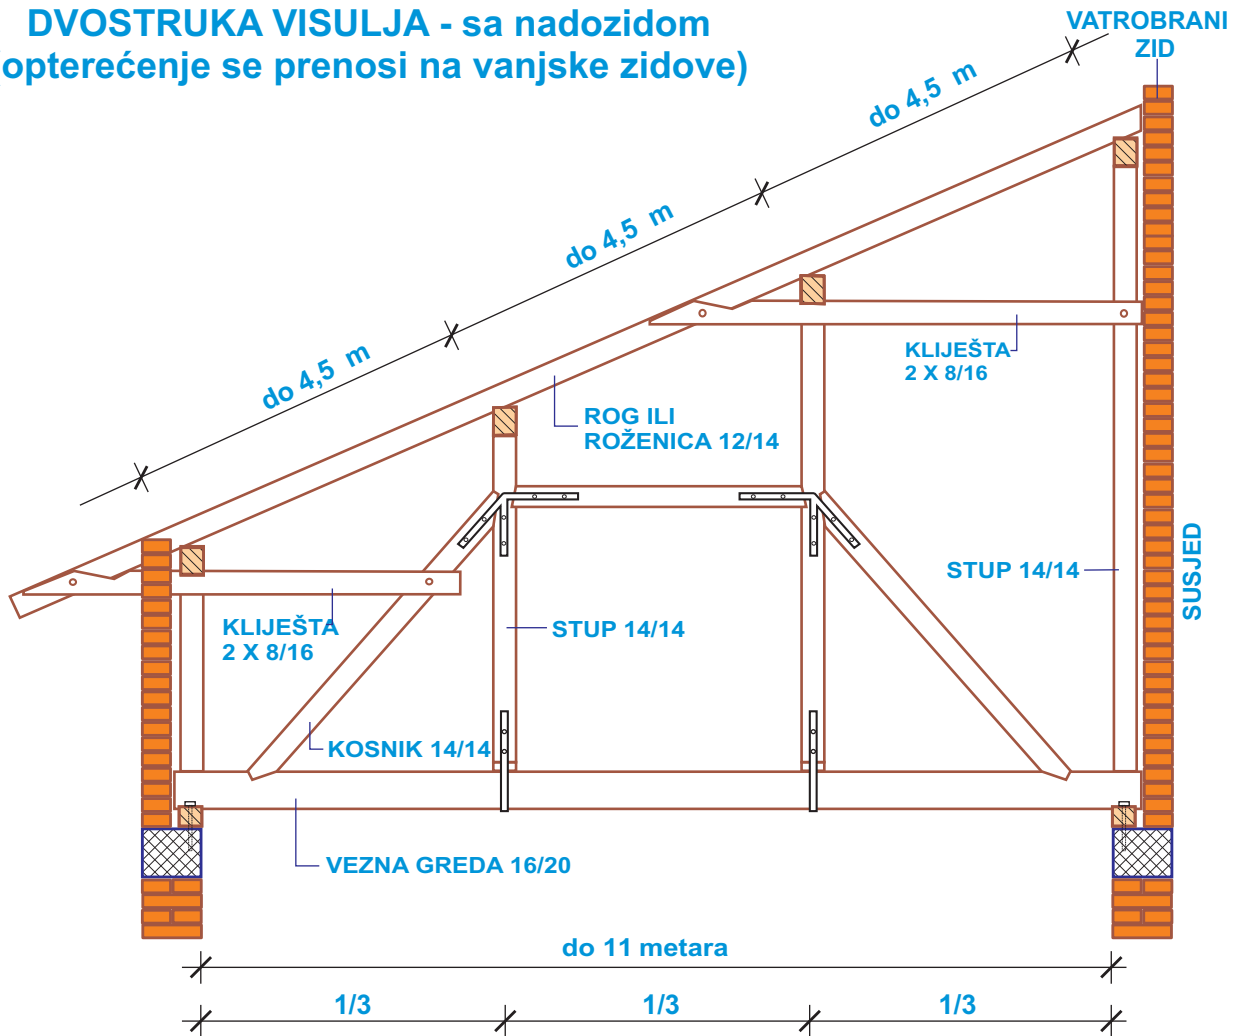 DVOSTRUKA VISULJA - sa nadozidom
opterećenje se prenosi na vanjske zidove)
VATROBRANI
ZID
do 4,5 m
do 4,5 m
do 4,5 m
KLIJEŠTA
2 X 8/16
ROG ILI
ROŽENICA 12/14
STUP 14/14
SUSJED
KLIJEŠTA
2 X 8/16
STUP 14/14
KOSNIK 14/14
VEZNA GREDA 16/20
do 11 metara
1/3
1/3
1/3